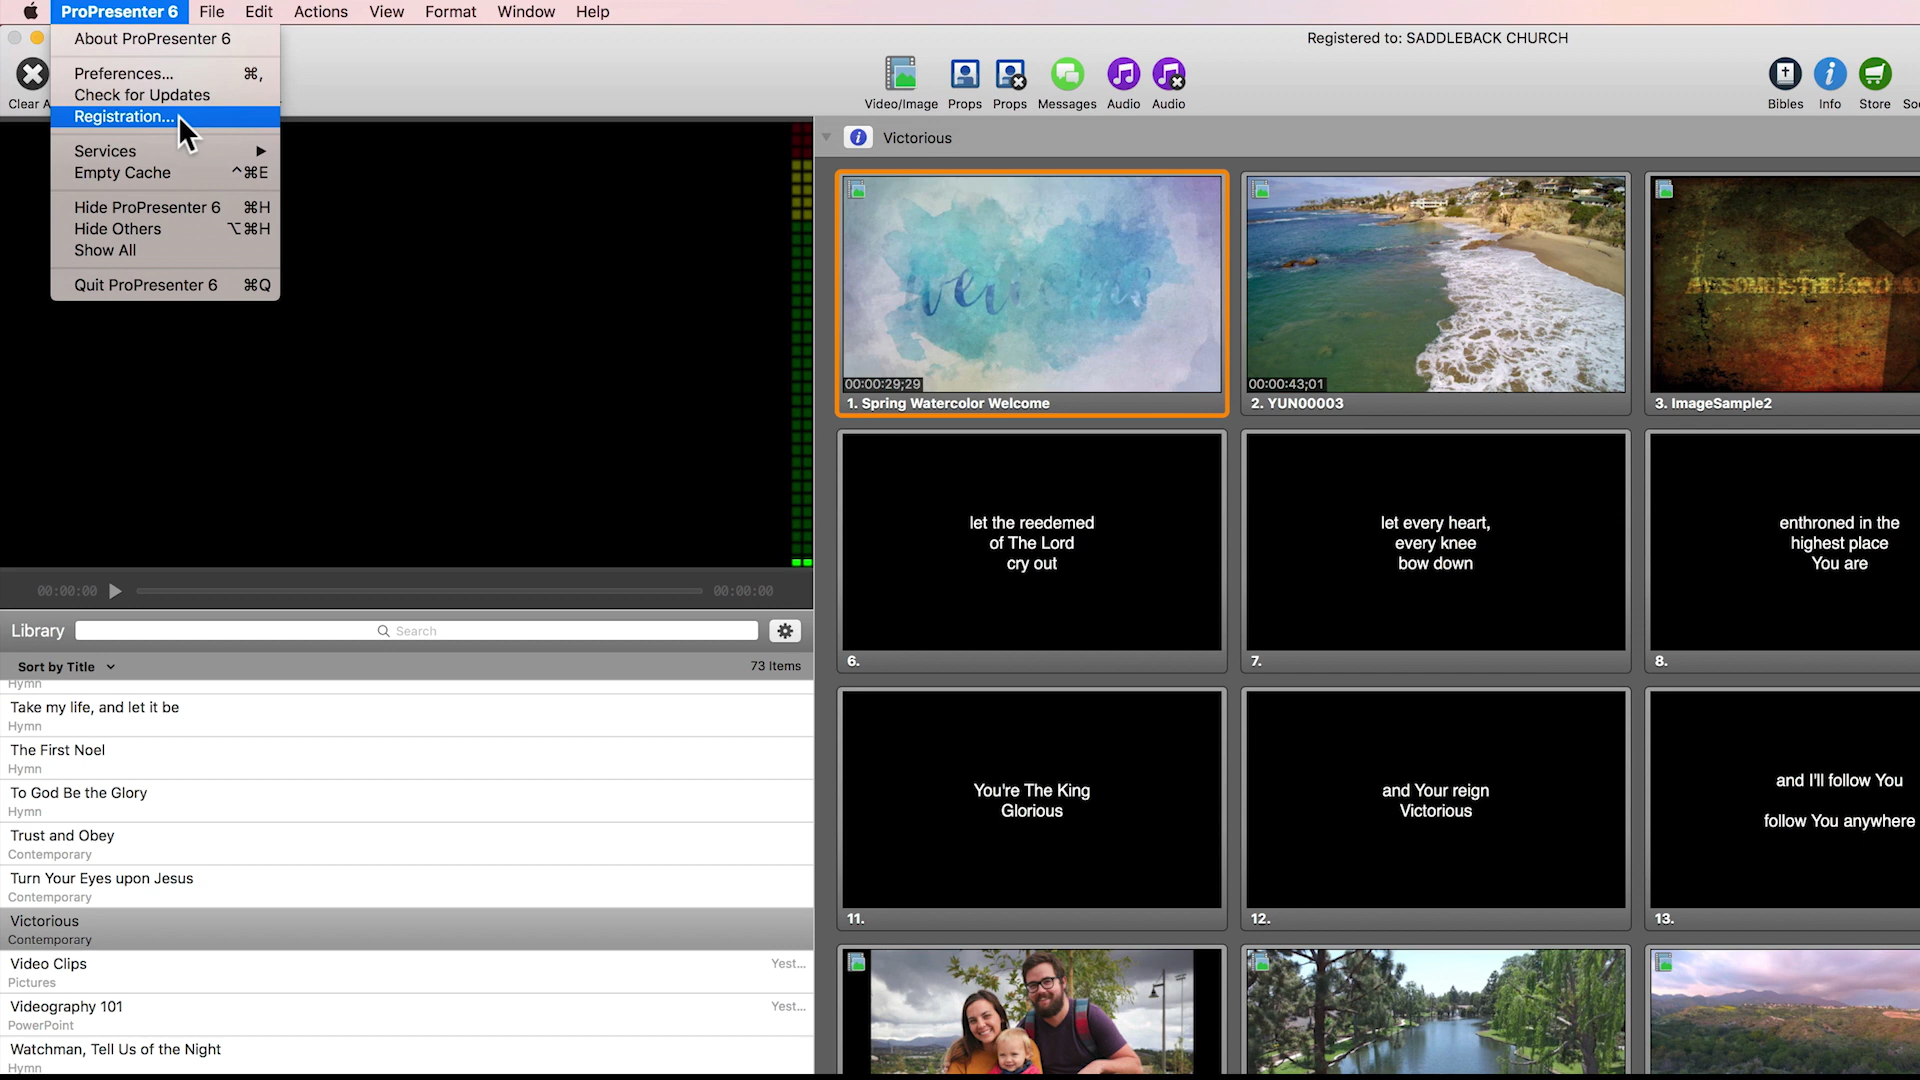 ProPresenter 6 File Edit Actions View Format Window Help
About ProPresenter 6
Preferences... ⌘,
Check for Updates
Registration...
Services ▶
Empty Cache ^⌘E
Hide ProPresenter 6 ⌘H
Hide Others ⌥⌘H
Show All
Quit ProPresenter 6 ⌘Q
Registered to: SADDLEBACK CHURCH
Clear
Video/Image Props Props Messages Audio Audio
Bibles Info Store
Victorious
00:00:29;29
1. Spring Watercolor Welcome
00:00:43;01
2. YUN00003
3. ImageSample2
let the reedemed
of The Lord
cry out
6.
let every heart,
every knee
bow down
7.
enthroned in the
highest place
You are
8.
You're The King
Glorious
11.
and Your reign
Victorious
12.
and I'll follow You
follow You anywhere
13.
00:00:00 00:00:00
Library Search
Sort by Title 73 Items
Hymn
Take my life, and let it be
Hymn
The First Noel
Hymn
To God Be the Glory
Hymn
Trust and Obey
Contemporary
Turn Your Eyes upon Jesus
Contemporary
Victorious
Contemporary
Video Clips Yest...
Pictures
Videography 101 Yest...
PowerPoint
Watchman, Tell Us of the Night
Hymn